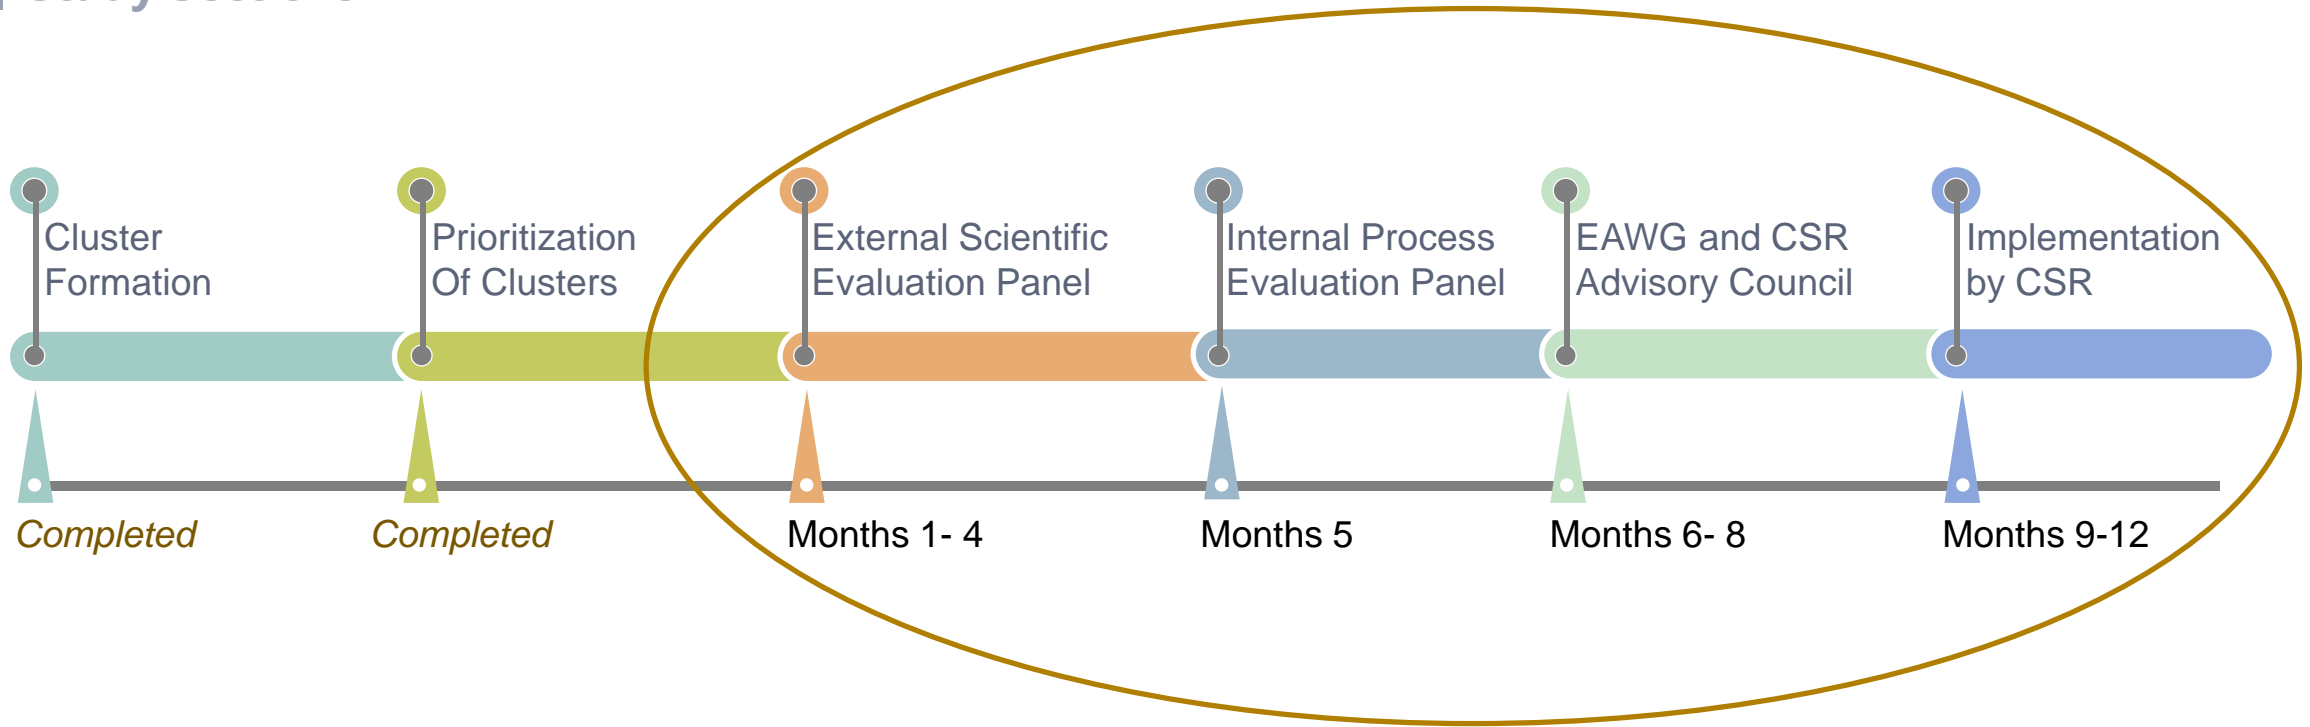 Cluster
Formation
Prioritization
Of Clusters
External Scientific
Evaluation Panel
Internal Process
Evaluation Panel
EAWG and CSR
Advisory Council
Implementation
by CSR
Completed
Completed
Months 1- 4
Months 5
Months 6- 8
Months 9-12